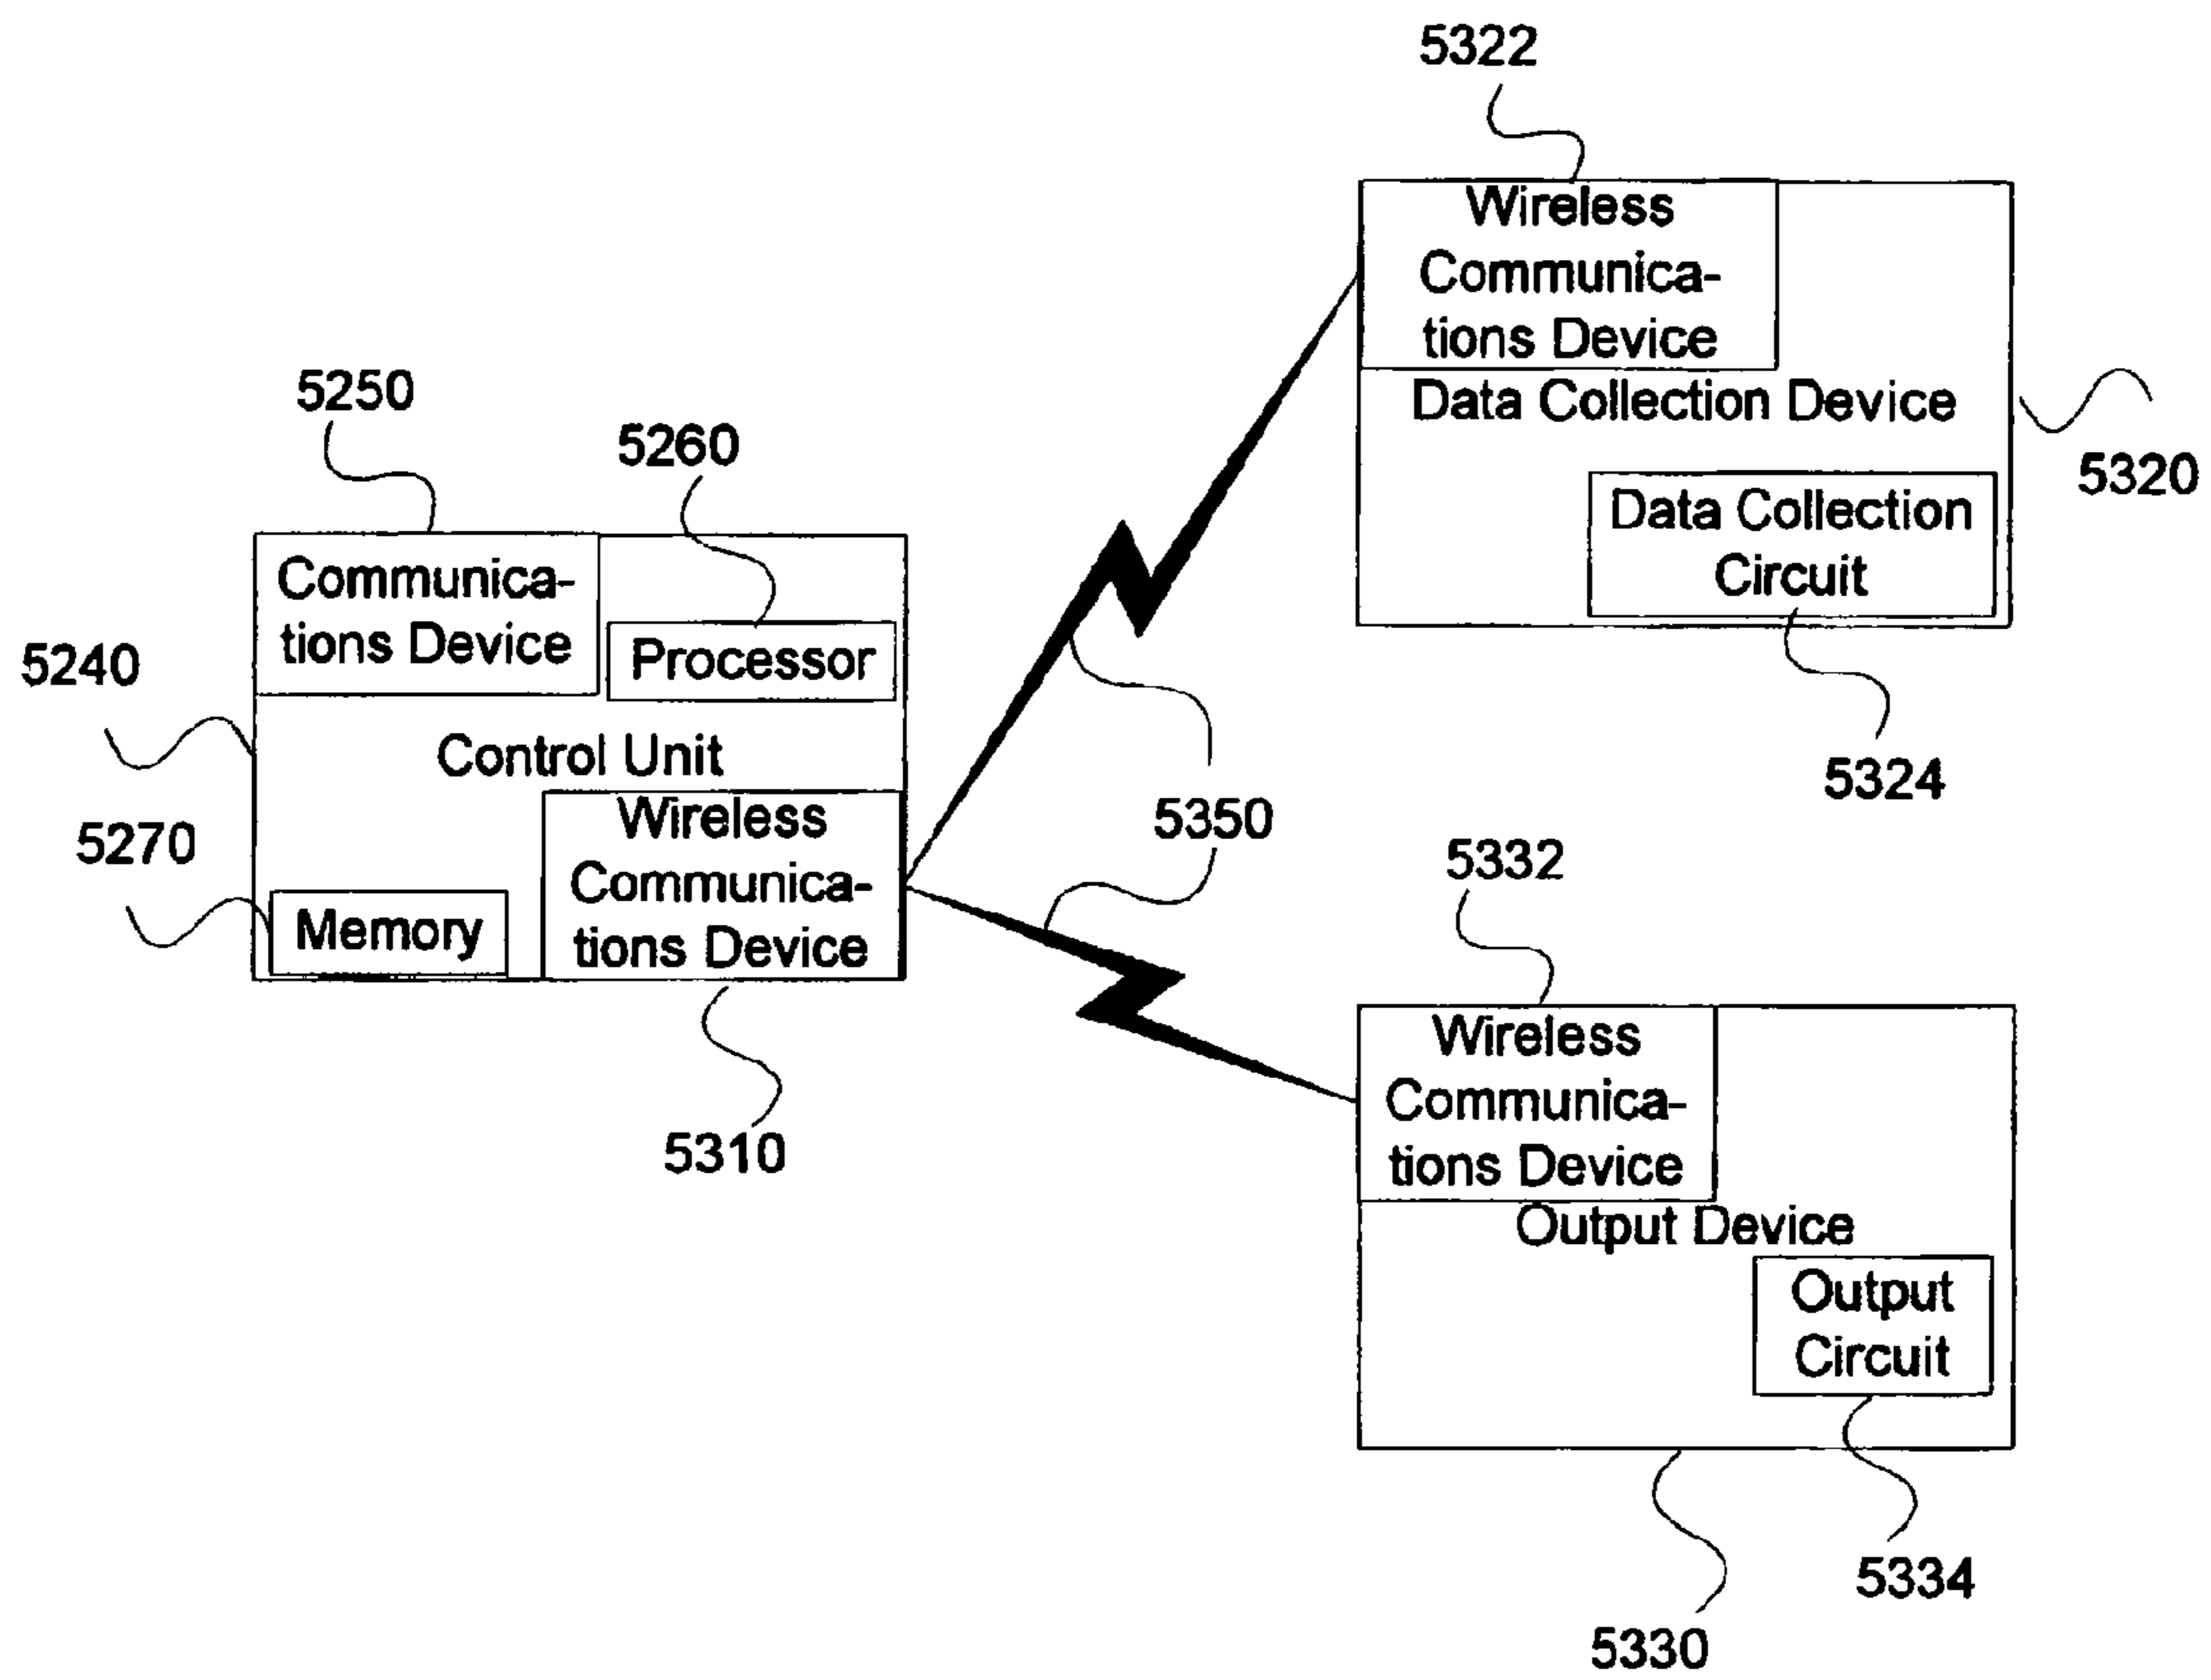 5322
Wireless
Communica-
tions Device
Data Collection Device
5320
Data Collection
Circuit
5324
5250
5260
Communica-
tions Device
Processor
5240
Control Unit
5270
Wireless
Communica-
tions Device
Memory
5310
5350
5332
Wireless
Communica-
tions Device
Output Device
Output
Circuit
5334
5330